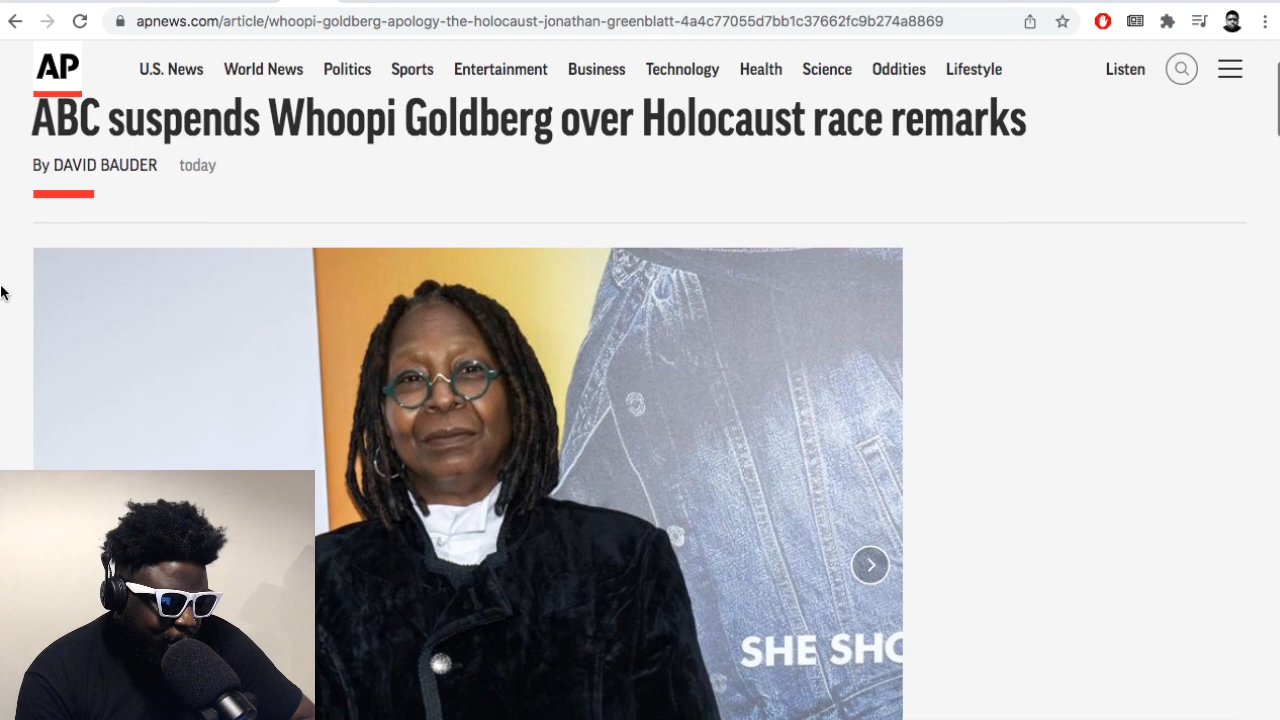 apnews.com/article/whoopi-goldberg-apology-the-holocaust-jonathan-greenblatt-4a4c77055d7bb1c37662fc9b274a8869
AP U.S. News World News Politics Sports Entertainment Business Technology Health Science Oddities Lifestyle Listen
ABC suspends Whoopi Goldberg over Holocaust race remarks
By DAVID BAUDER today
SHE SHO